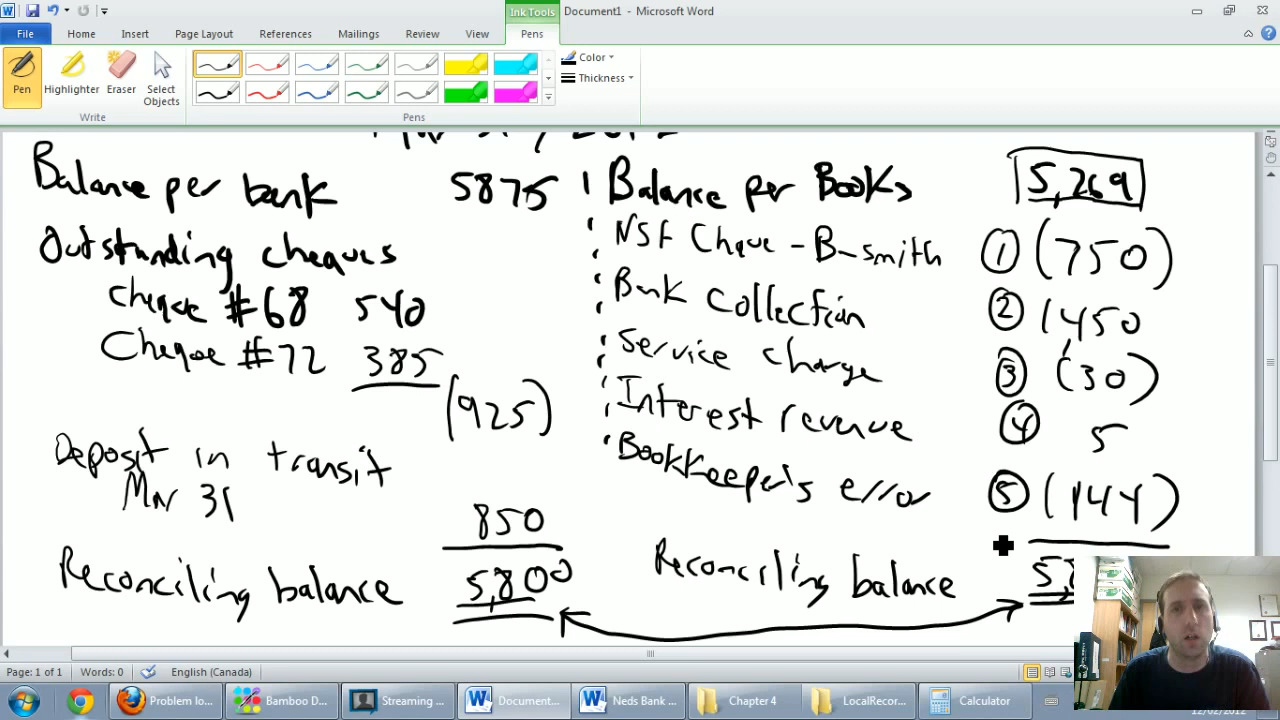 Ink Tools
Document1 - Microsoft Word
File Home Insert Page Layout References Mailings Review View Pens
Pen Highlighter Eraser Select Objects
Color
Thickness
Write Pens
Balance per bank 5875
Outstanding cheques
Cheque #68 540
Cheque #72 385
(925)
Deposit in transit
Mar 31
850
Reconciling balance 5,800
Balance per Books 5,269
NSF Cheque - B-smith ① (750)
Bank Collection ② 1450
Service charge ③ (30)
Interest revenue ④ 5
Bookkeeper's error ⑤ (144)
Reconciling balance
Page: 1 of 1 Words: 0 English (Canada)
Problem lo... Bamboo D... Streaming ... Document... Neds Bank ... Chapter 4 LocalRecor... Calculator
12/02/2012